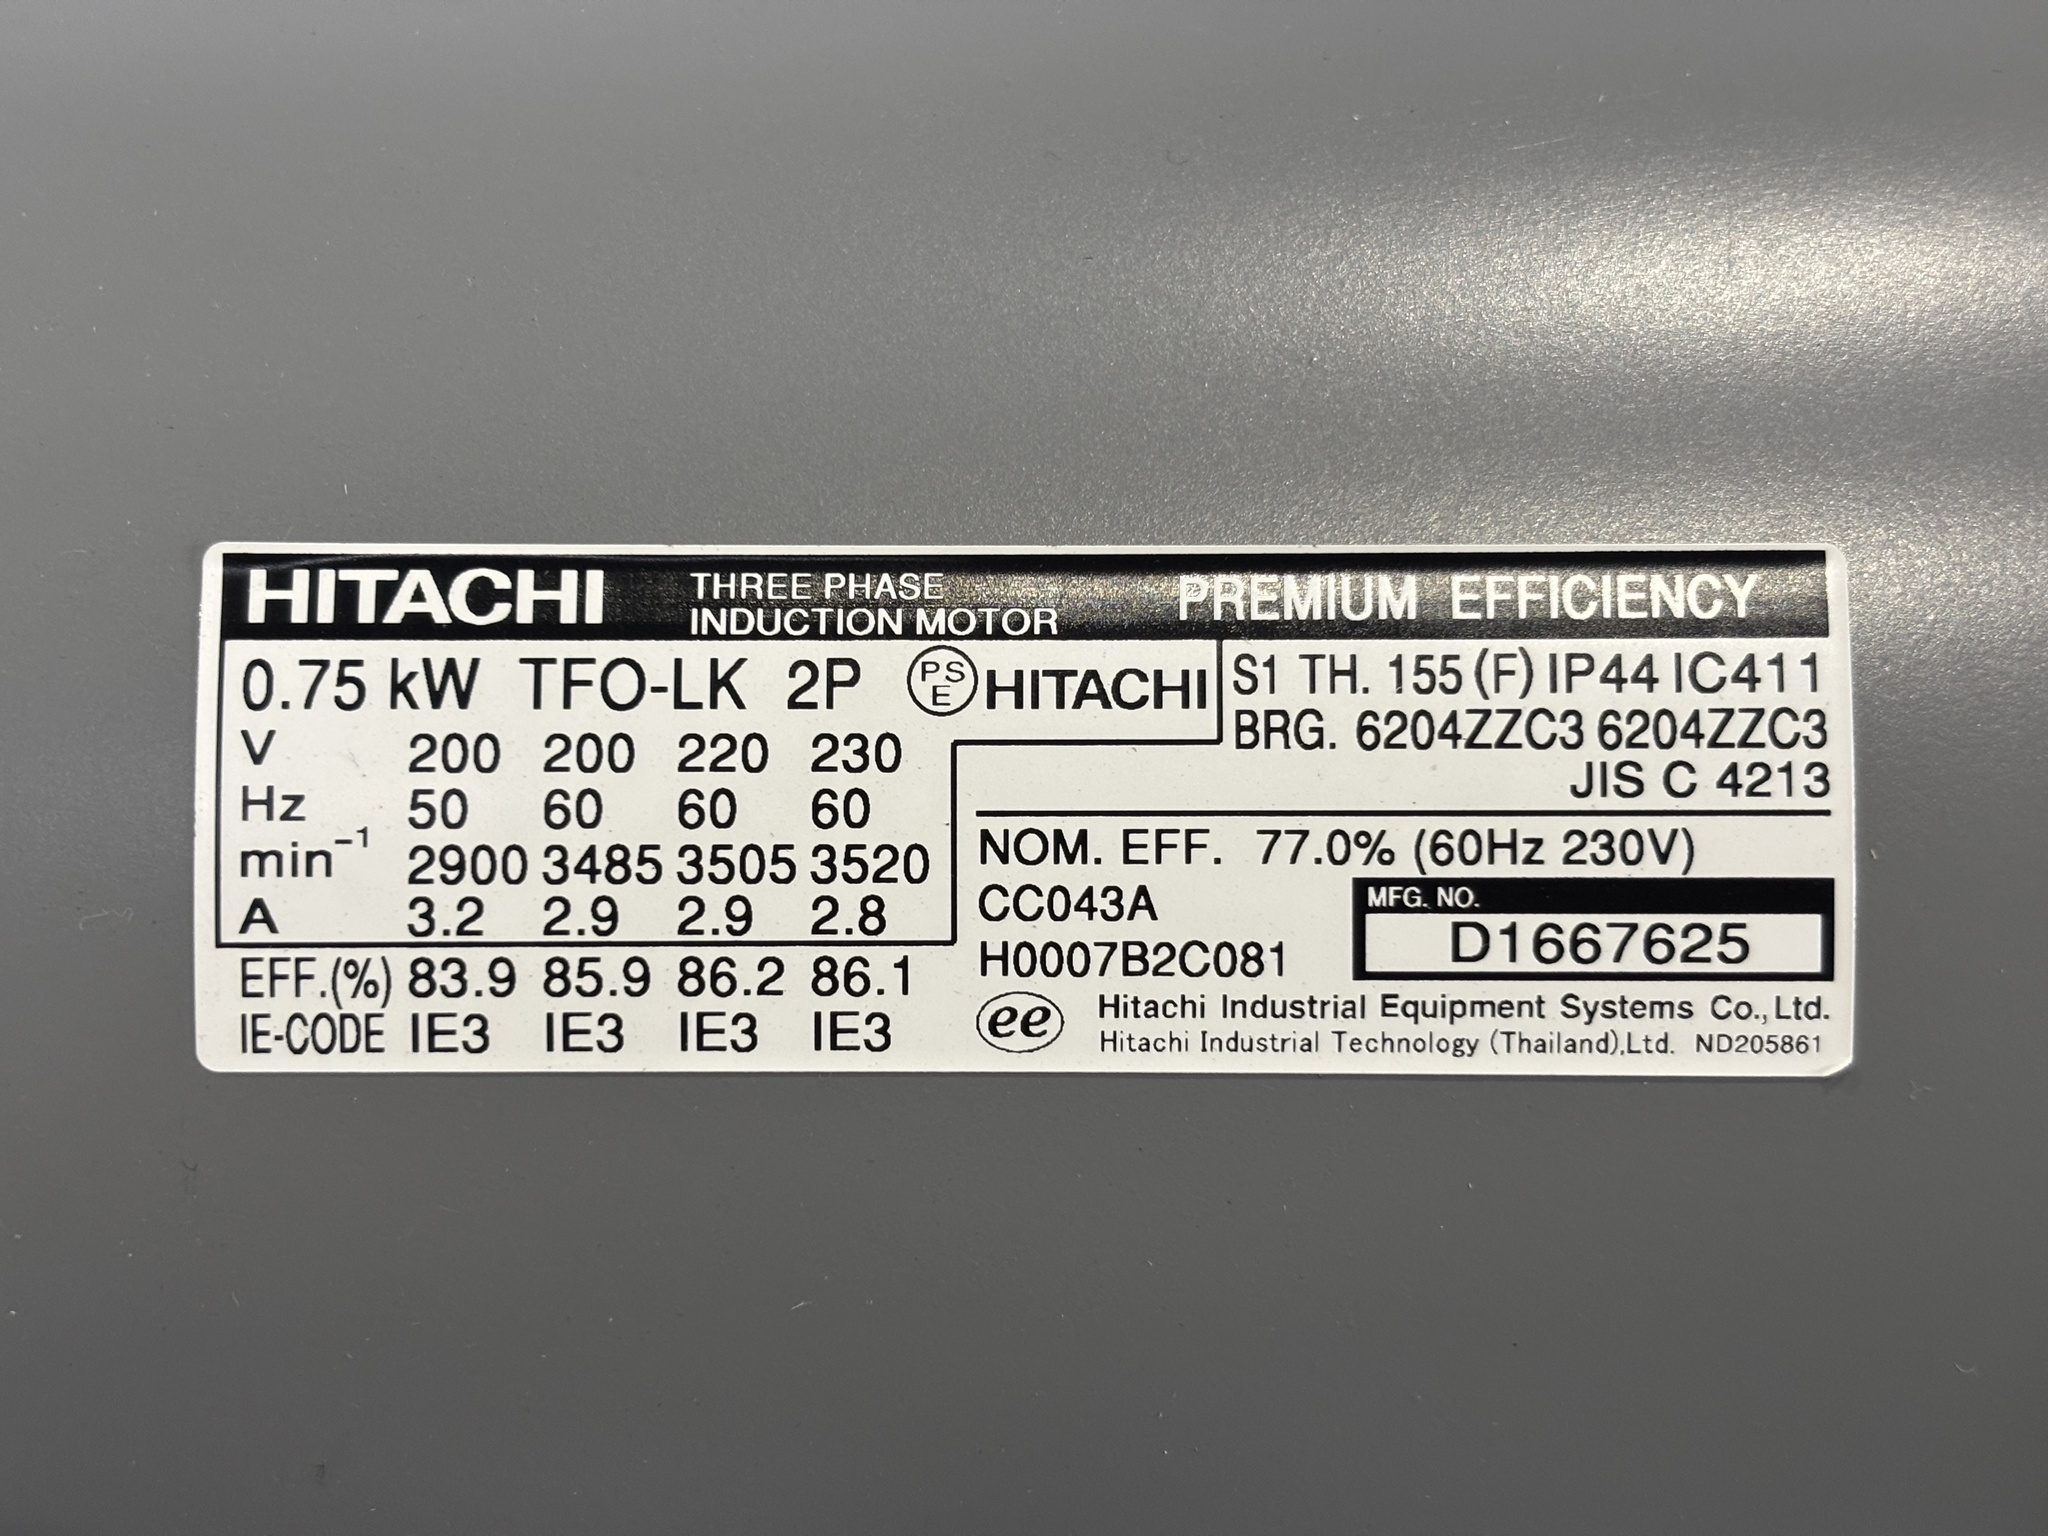 HITACHI THREE PHASE INDUCTION MOTOR PREMIUM EFFICIENCY
0.75 kW TFO-LK 2P PSE HITACHI
V 200 200 220 230
Hz 50 60 60 60
min⁻¹ 2900 3485 3505 3520
A 3.2 2.9 2.9 2.8
EFF.(%) 83.9 85.9 86.2 86.1
IE-CODE IE3 IE3 IE3 IE3
S1 TH. 155 (F) IP44 IC411
BRG. 6204ZZC3 6204ZZC3
JIS C 4213
NOM. EFF. 77.0% (60Hz 230V)
CC043A
H0007B2C081
MFG. NO.
D1667625
ee
Hitachi Industrial Equipment Systems Co.,Ltd.
Hitachi Industrial Technology (Thailand),Ltd. ND205861